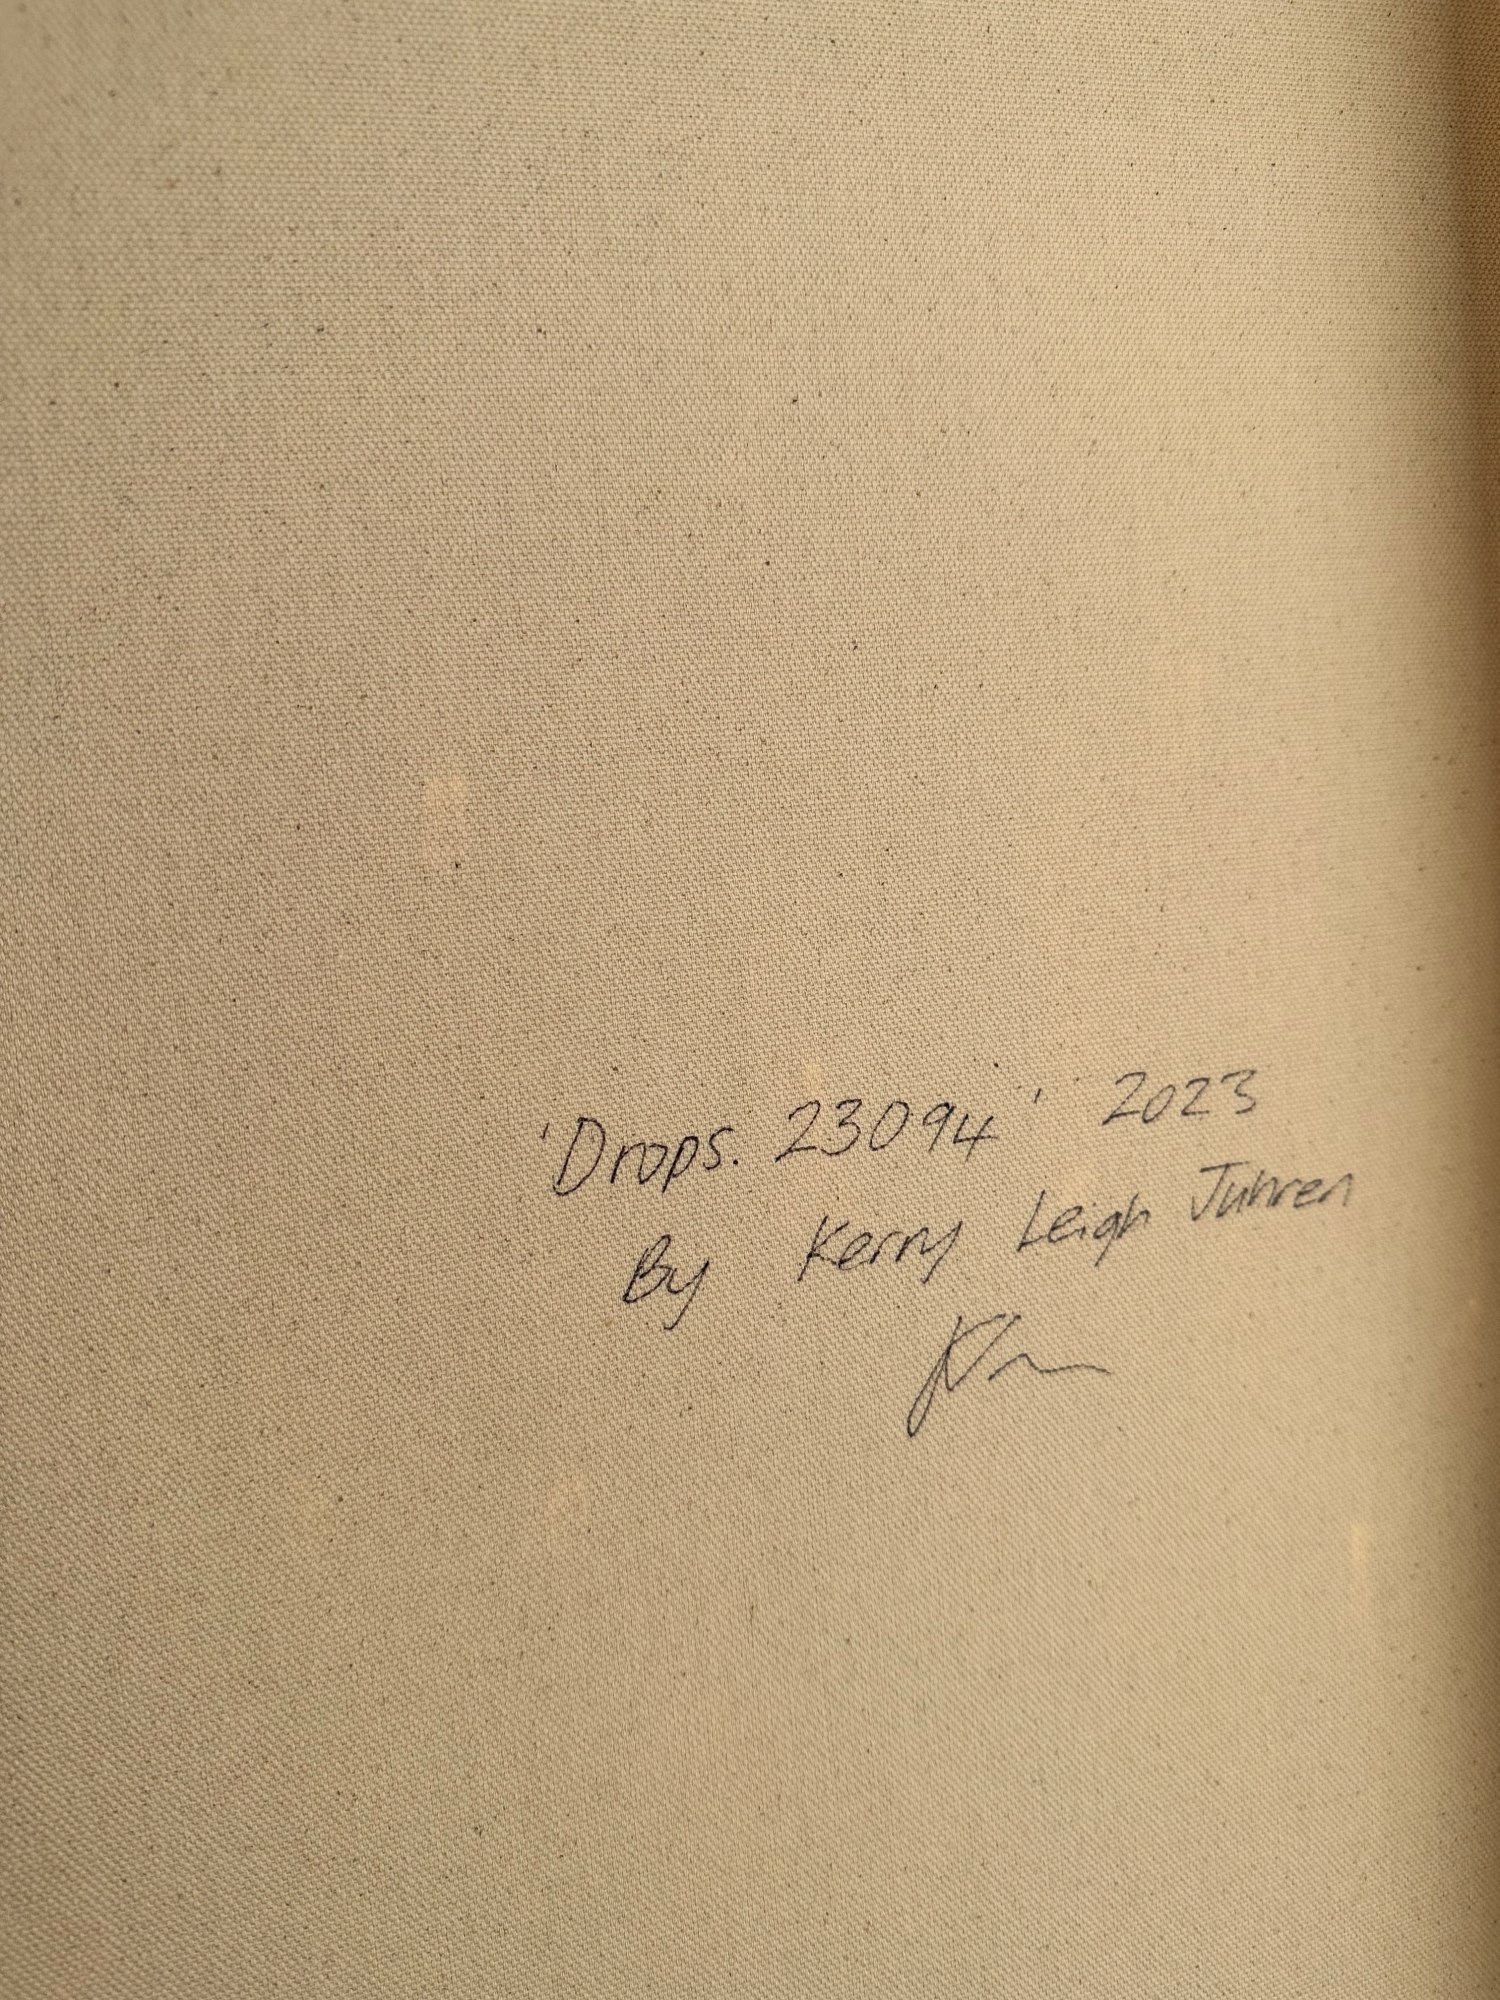 'Drops. 23094' 2023
By Kerry Leigh Juhren